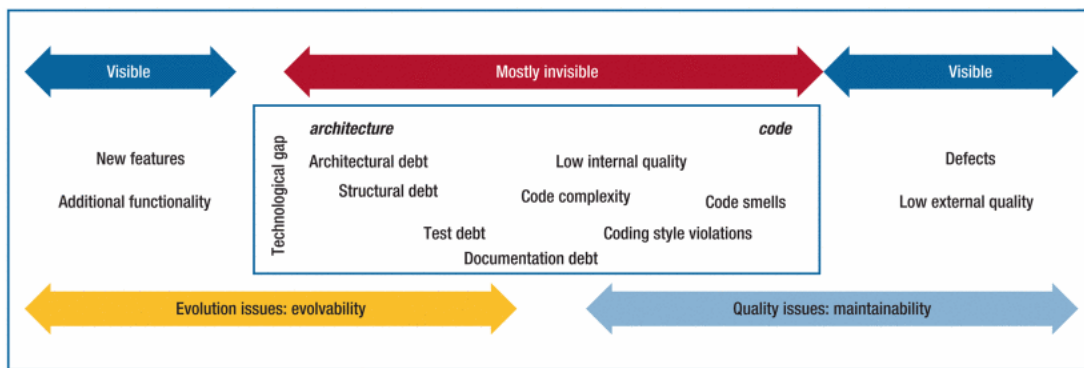 Visible
Mostly invisible
Visible
New features
Additional functionality
Technological gap
architecture
code
Architectural debt
Low internal quality
Structural debt
Code complexity
Code smells
Test debt
Coding style violations
Documentation debt
Defects
Low external quality
Evolution issues: evolvability
Quality issues: maintainability